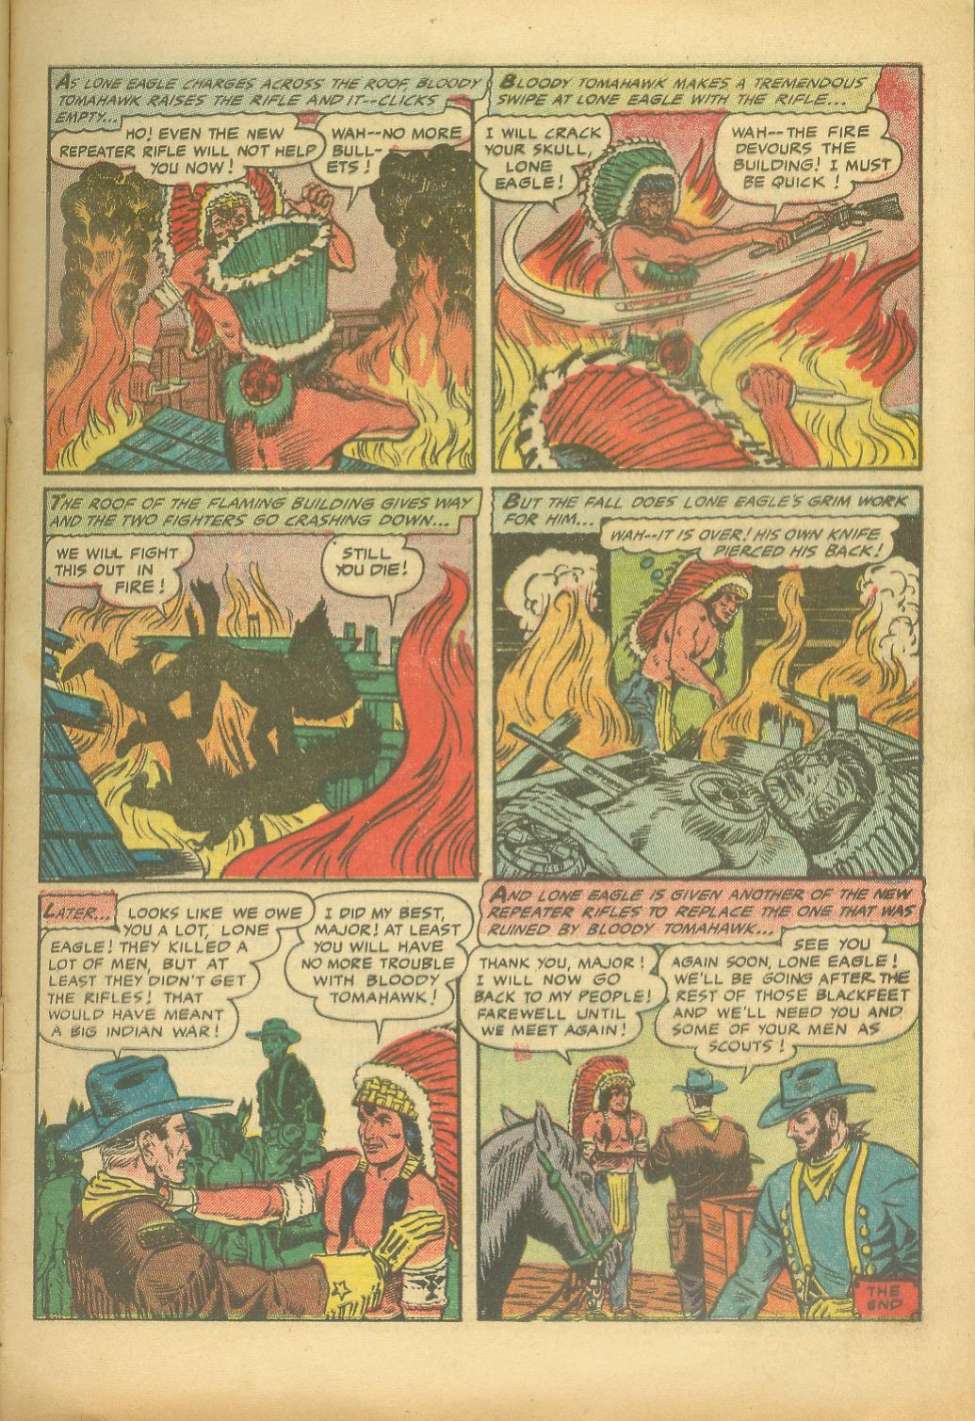 AS LONE EAGLE CHARGES ACROSS THE ROOF, BLOODY
TOMAHAWK RAISES THE RIFLE AND IT--CLICKS
EMPTY...
HO! EVEN THE NEW
REPEATER RIFLE WILL NOT HELP
YOU NOW!
WAH--NO MORE
BULL-
ETS!
BLOODY TOMAHAWK MAKES A TREMENDOUS
SWIPE AT LONE EAGLE WITH THE RIFLE...
I WILL CRACK
YOUR SKULL,
LONE
EAGLE!
WAH--THE FIRE
DEVOURS THE
BUILDING! I MUST
BE QUICK!
THE ROOF OF THE FLAMING BUILDING GIVES WAY
AND THE TWO FIGHTERS GO CRASHING DOWN...
WE WILL FIGHT
THIS OUT IN
FIRE!
STILL
YOU DIE!
BUT THE FALL DOES LONE EAGLE'S GRIM WORK
FOR HIM...
WAH--IT IS OVER! HIS OWN KNIFE
PIERCED HIS BACK!
LATER...
LOOKS LIKE WE OWE
YOU A LOT, LONE
EAGLE! THEY KILLED A
LOT OF MEN, BUT AT
LEAST THEY DIDN'T GET
THE RIFLES! THAT
WOULD HAVE MEANT
A BIG INDIAN WAR!
I DID MY BEST,
MAJOR! AT LEAST
YOU WILL HAVE
NO MORE TROUBLE
WITH BLOODY
TOMAHAWK!
AND LONE EAGLE IS GIVEN ANOTHER OF THE NEW
REPEATER RIFLES TO REPLACE THE ONE THAT WAS
RUINED BY BLOODY TOMAHAWK...
THANK YOU, MAJOR!
I WILL NOW GO
BACK TO MY PEOPLE!
FAREWELL UNTIL
WE MEET AGAIN!
SEE YOU
AGAIN SOON, LONE EAGLE!
WE'LL BE GOING AFTER THE
REST OF THOSE BLACKFEET
AND WE'LL NEED YOU AND
SOME OF YOUR MEN AS
SCOUTS!
THE
END